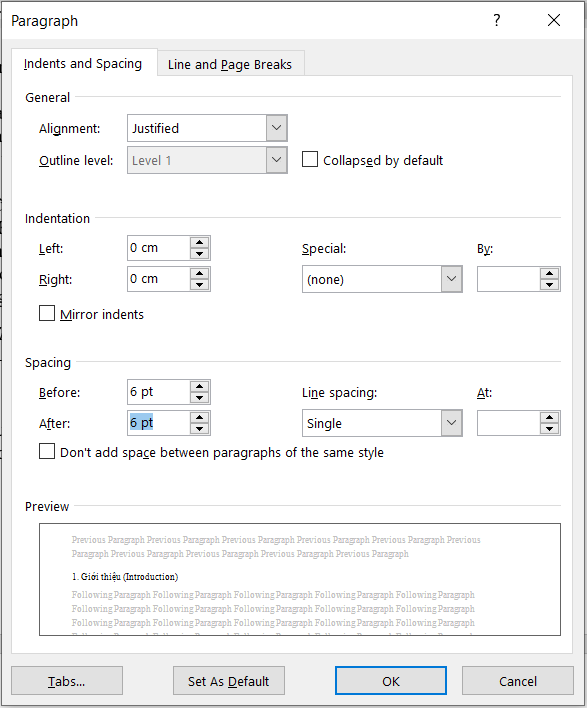 Paragraph ?
Indents and Spacing Line and Page Breaks
General
Alignment: Justified
Outline level: Level 1 Collapsed by default
Indentation
Left: 0 cm Special: By:
Right: 0 cm (none)
Mirror indents
Spacing
Before: 6 pt Line spacing: At:
After: 6 pt Single
Don't add space between paragraphs of the same style
Preview
Previous Paragraph Previous Paragraph Previous Paragraph Previous Paragraph Previous Paragraph Previous
Paragraph Previous Paragraph Previous Paragraph Previous Paragraph Previous Paragraph
1. Giới thiệu (Introduction)
Following Paragraph Following Paragraph Following Paragraph Following Paragraph Following Paragraph
Following Paragraph Following Paragraph Following Paragraph Following Paragraph Following Paragraph
Following Paragraph Following Paragraph Following Paragraph Following Paragraph Following Paragraph
Following Paragraph Following Paragraph Following Paragraph Following Paragraph Following Paragraph
Tabs... Set As Default OK Cancel